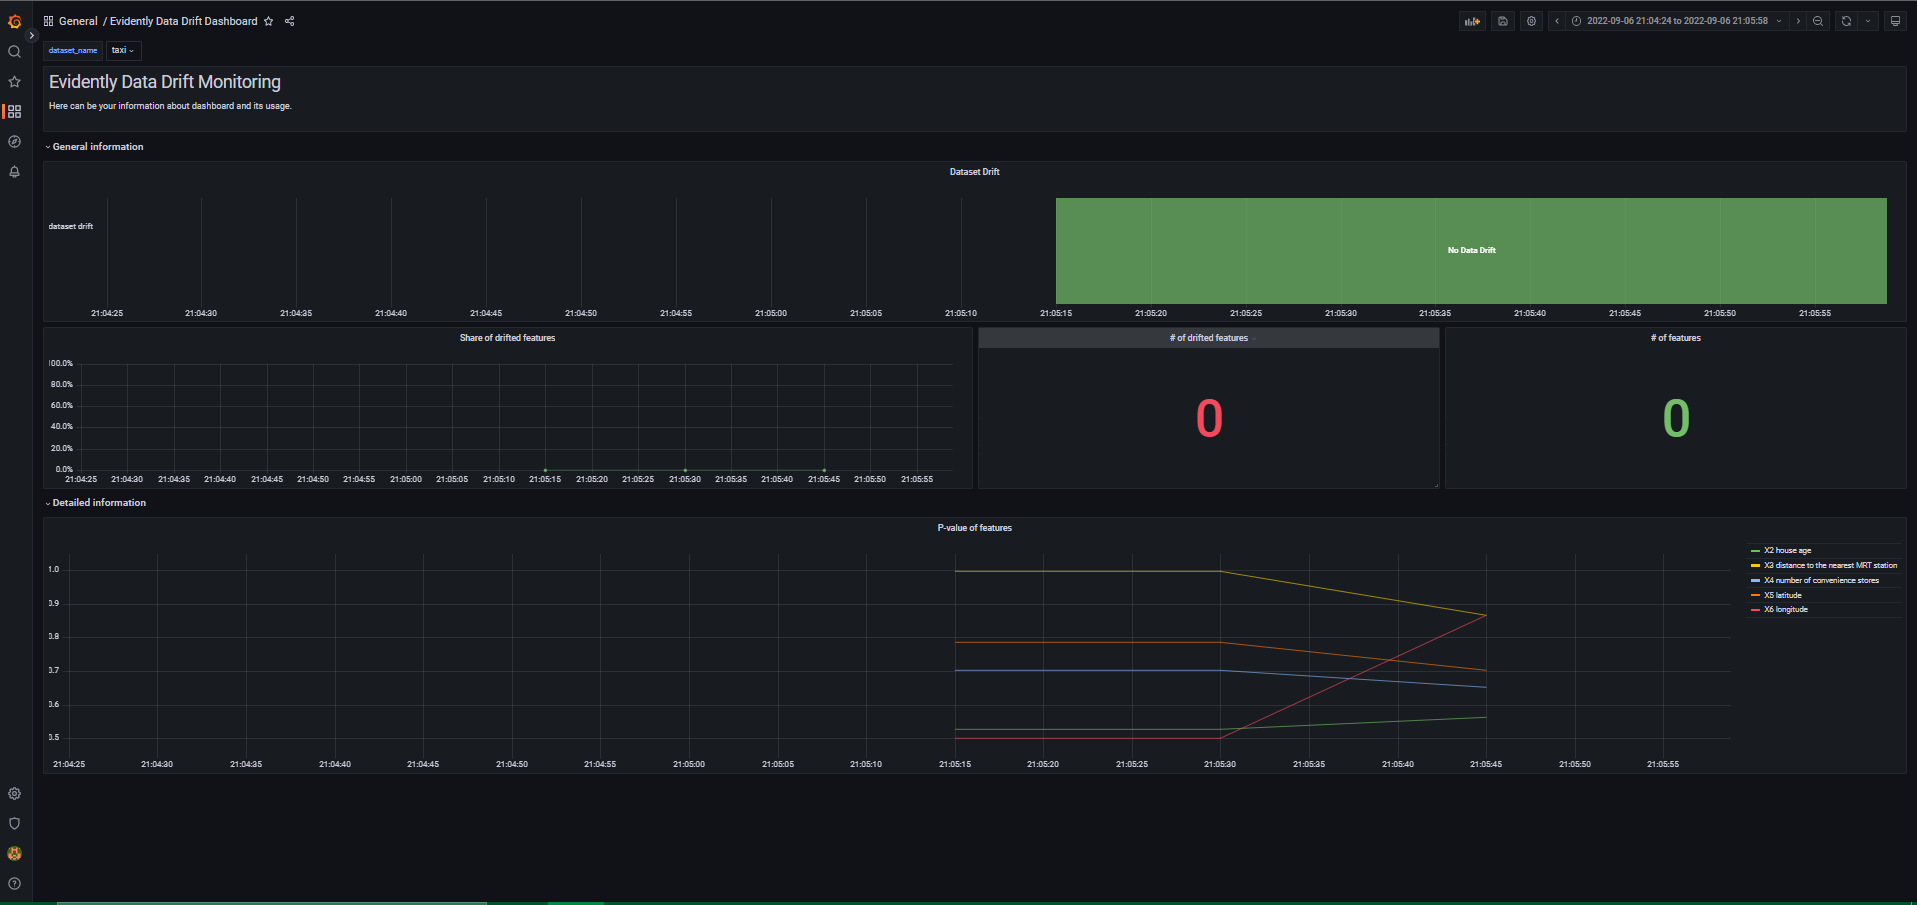 General / Evidently Data Drift Dashboard
2022-09-06 21:04:24 to 2022-09-06 21:05:58
dataset_name taxi
Evidently Data Drift Monitoring
Here can be your information about dashboard and its usage.
General information
Dataset Drift
dataset drift
No Data Drift
21:04:25 21:04:30 21:04:35 21:04:40 21:04:45 21:04:50 21:04:55 21:05:00 21:05:05 21:05:10 21:05:15 21:05:20 21:05:25 21:05:30 21:05:35 21:05:40 21:05:45 21:05:50 21:05:55
Share of drifted features
100.0%
80.0%
60.0%
40.0%
20.0%
0.0%
21:04:25 21:04:30 21:04:35 21:04:40 21:04:45 21:04:50 21:04:55 21:05:00 21:05:05 21:05:10 21:05:15 21:05:20 21:05:25 21:05:30 21:05:35 21:05:40 21:05:45 21:05:50 21:05:55
# of drifted features
0
# of features
0
Detailed information
P-value of features
1.0
0.9
0.8
0.7
0.6
0.5
21:04:25 21:04:30 21:04:35 21:04:40 21:04:45 21:04:50 21:04:55 21:05:00 21:05:05 21:05:10 21:05:15 21:05:20 21:05:25 21:05:30 21:05:35 21:05:40 21:05:45 21:05:50 21:05:55
X2 house age
X3 distance to the nearest MRT station
X4 number of convenience stores
X5 latitude
X6 longitude